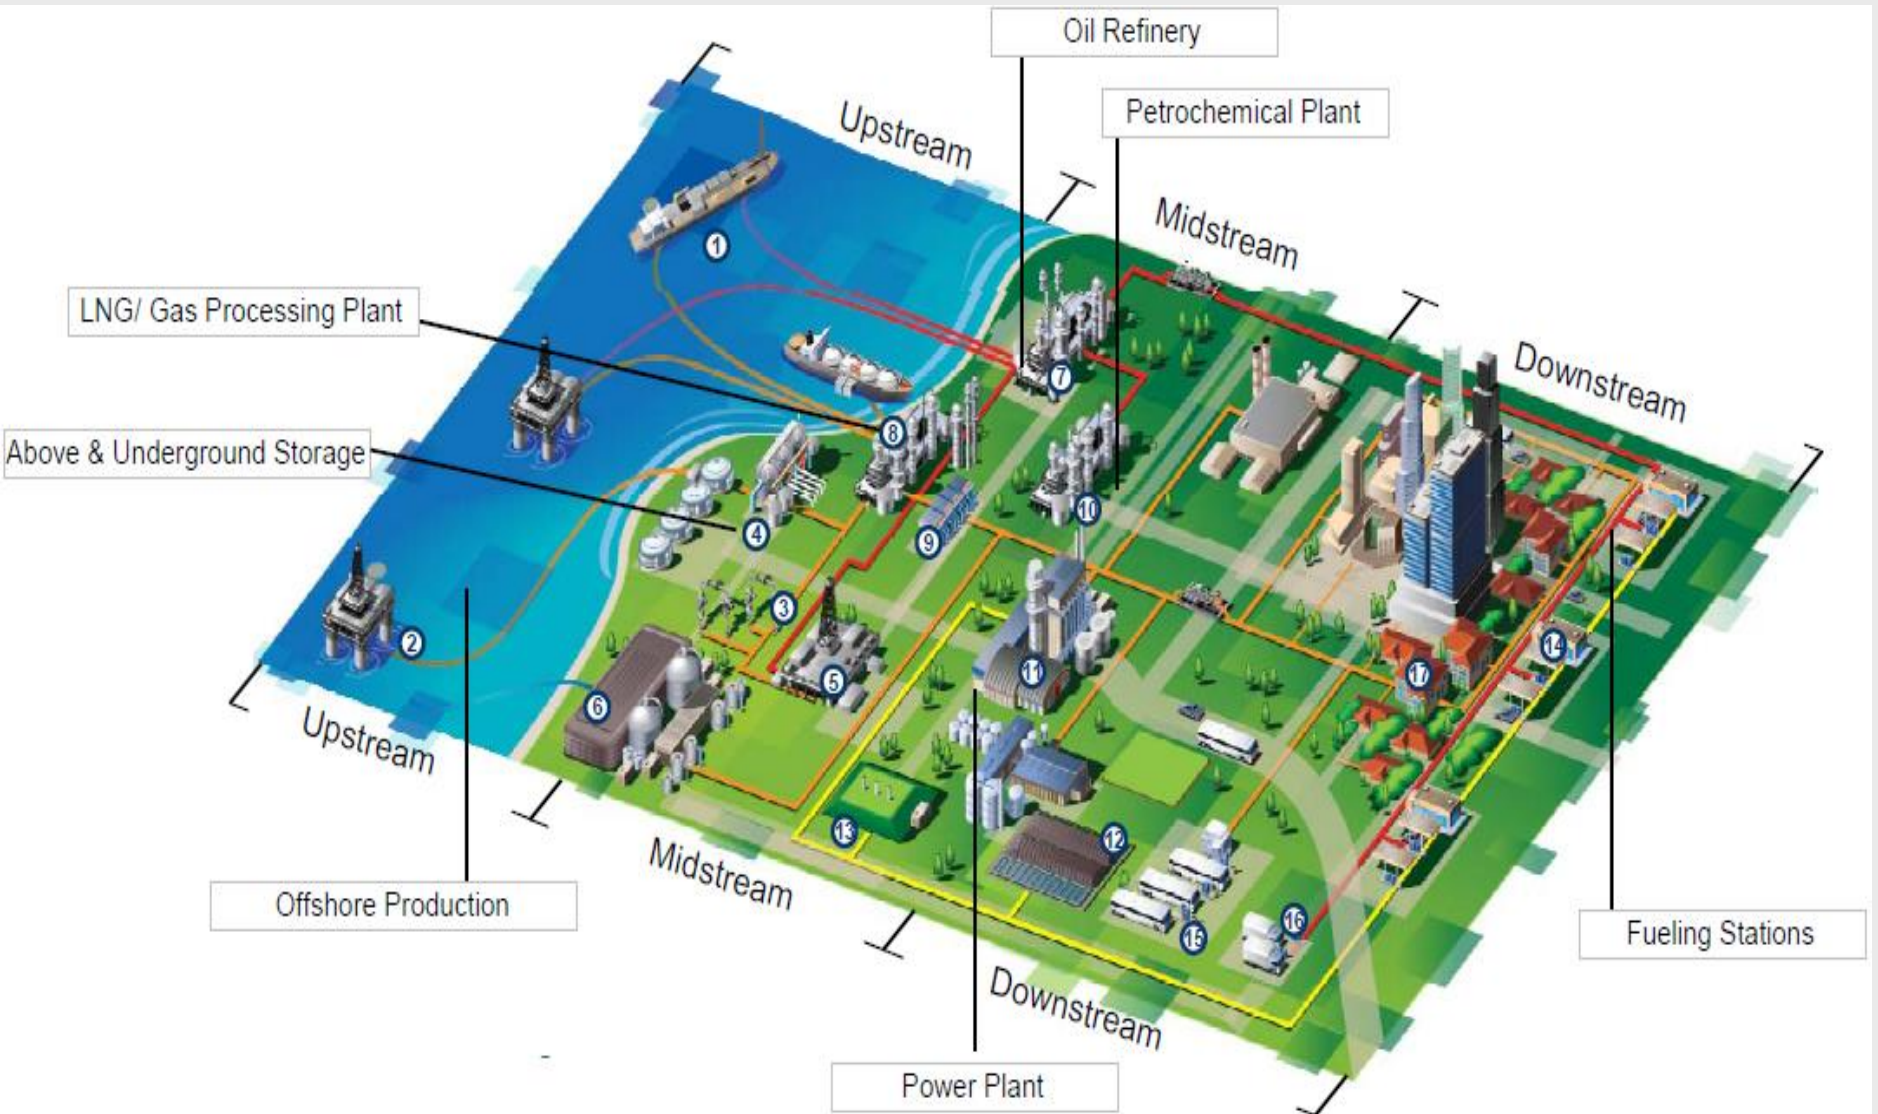 Oil Refinery
Petrochemical Plant
Upstream
Midstream
Downstream
LNG/ Gas Processing Plant
Above & Underground Storage
1
2
3
4
5
6
7
8
9
10
11
12
13
14
15
16
17
Upstream
Midstream
Downstream
Offshore Production
Fueling Stations
Power Plant